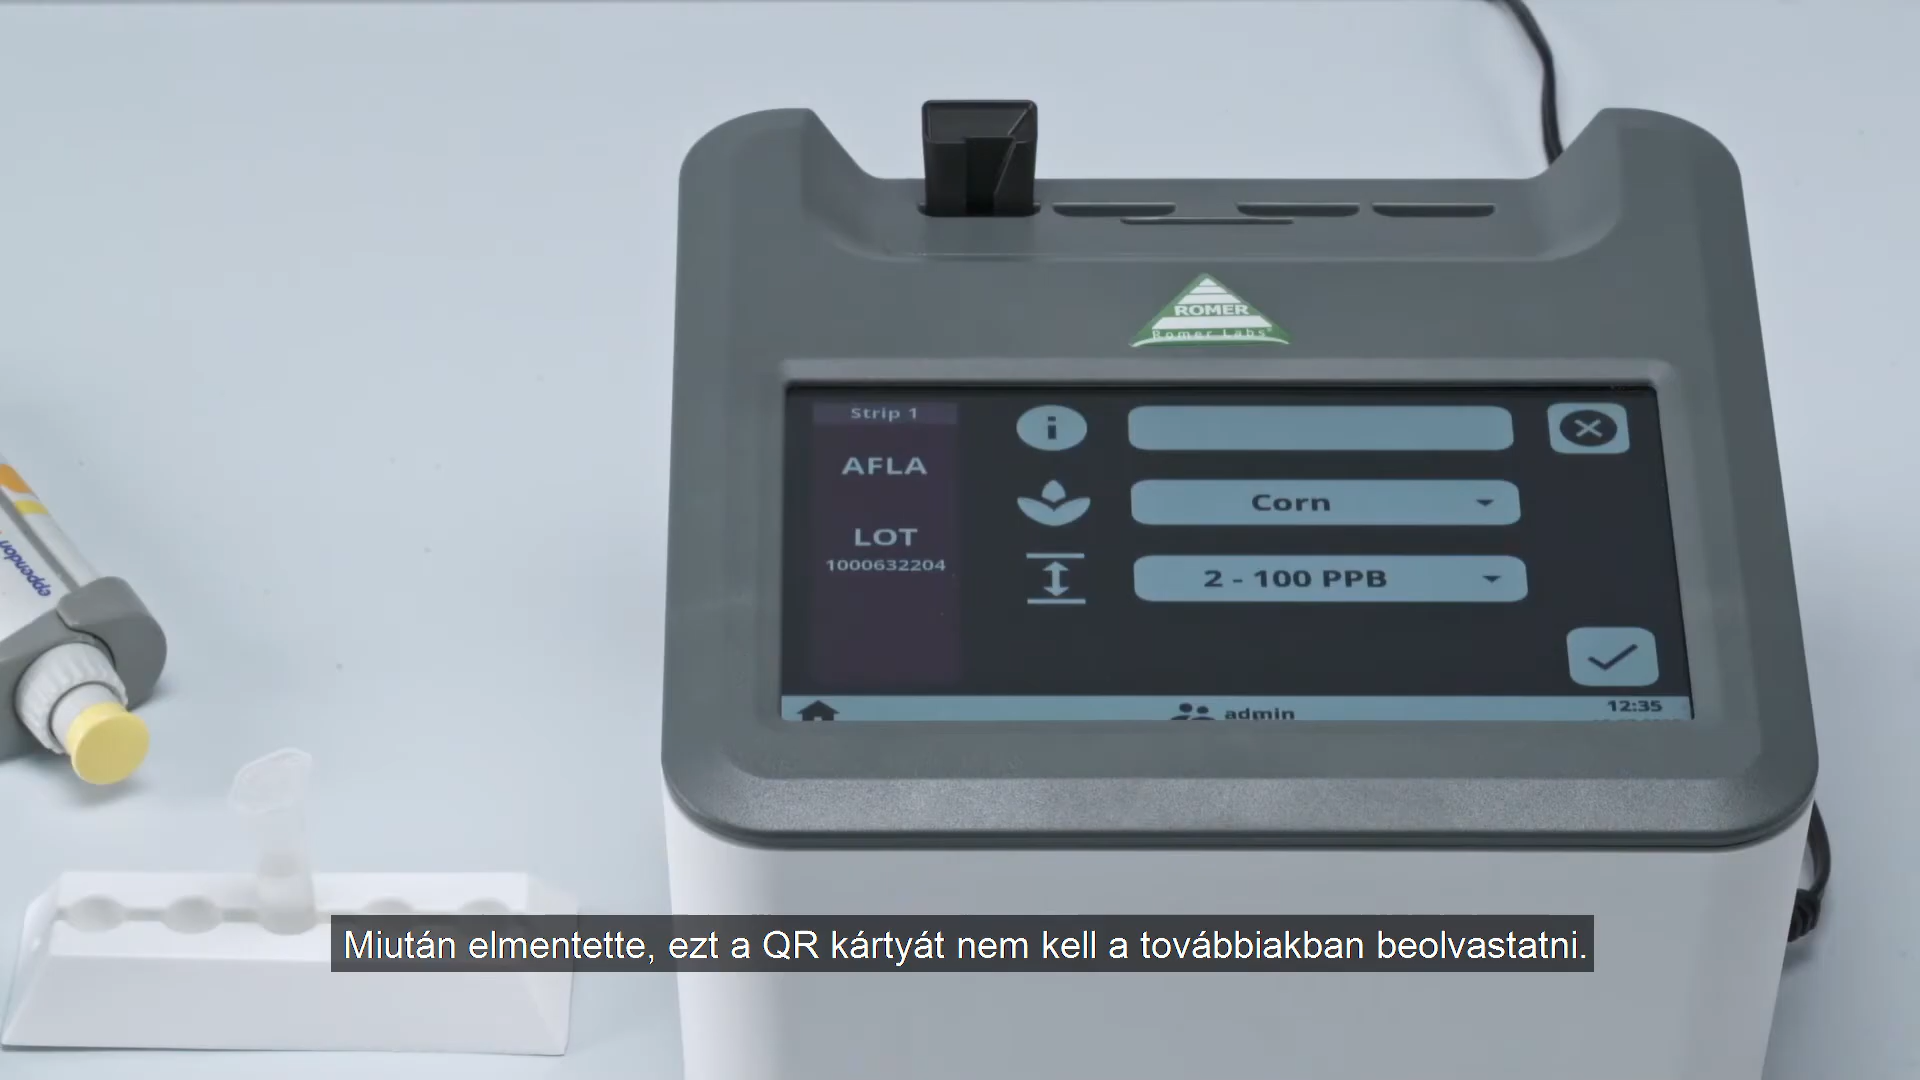 ROMER
Romer Labs®
Strip 1
AFLA
LOT
1000632204
Corn
2 - 100 PPB
admin
12:35
eppendorf
Miután elmentette, ezt a QR kártyát nem kell a továbbiakban beolvastatni.